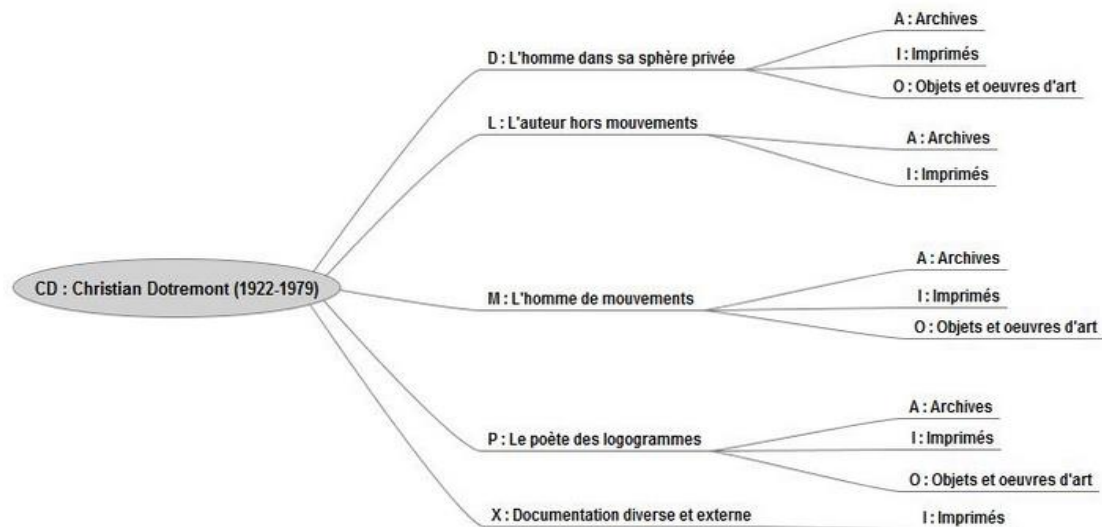 CD : Christian Dotremont (1922-1979)
D : L'homme dans sa sphère privée
A : Archives
I : Imprimés
O : Objets et oeuvres d'art
L : L'auteur hors mouvements
A : Archives
I : Imprimés
M : L'homme de mouvements
A : Archives
I : Imprimés
O : Objets et oeuvres d'art
P : Le poète des logogrammes
A : Archives
I : Imprimés
O : Objets et oeuvres d'art
X : Documentation diverse et externe
I : Imprimés